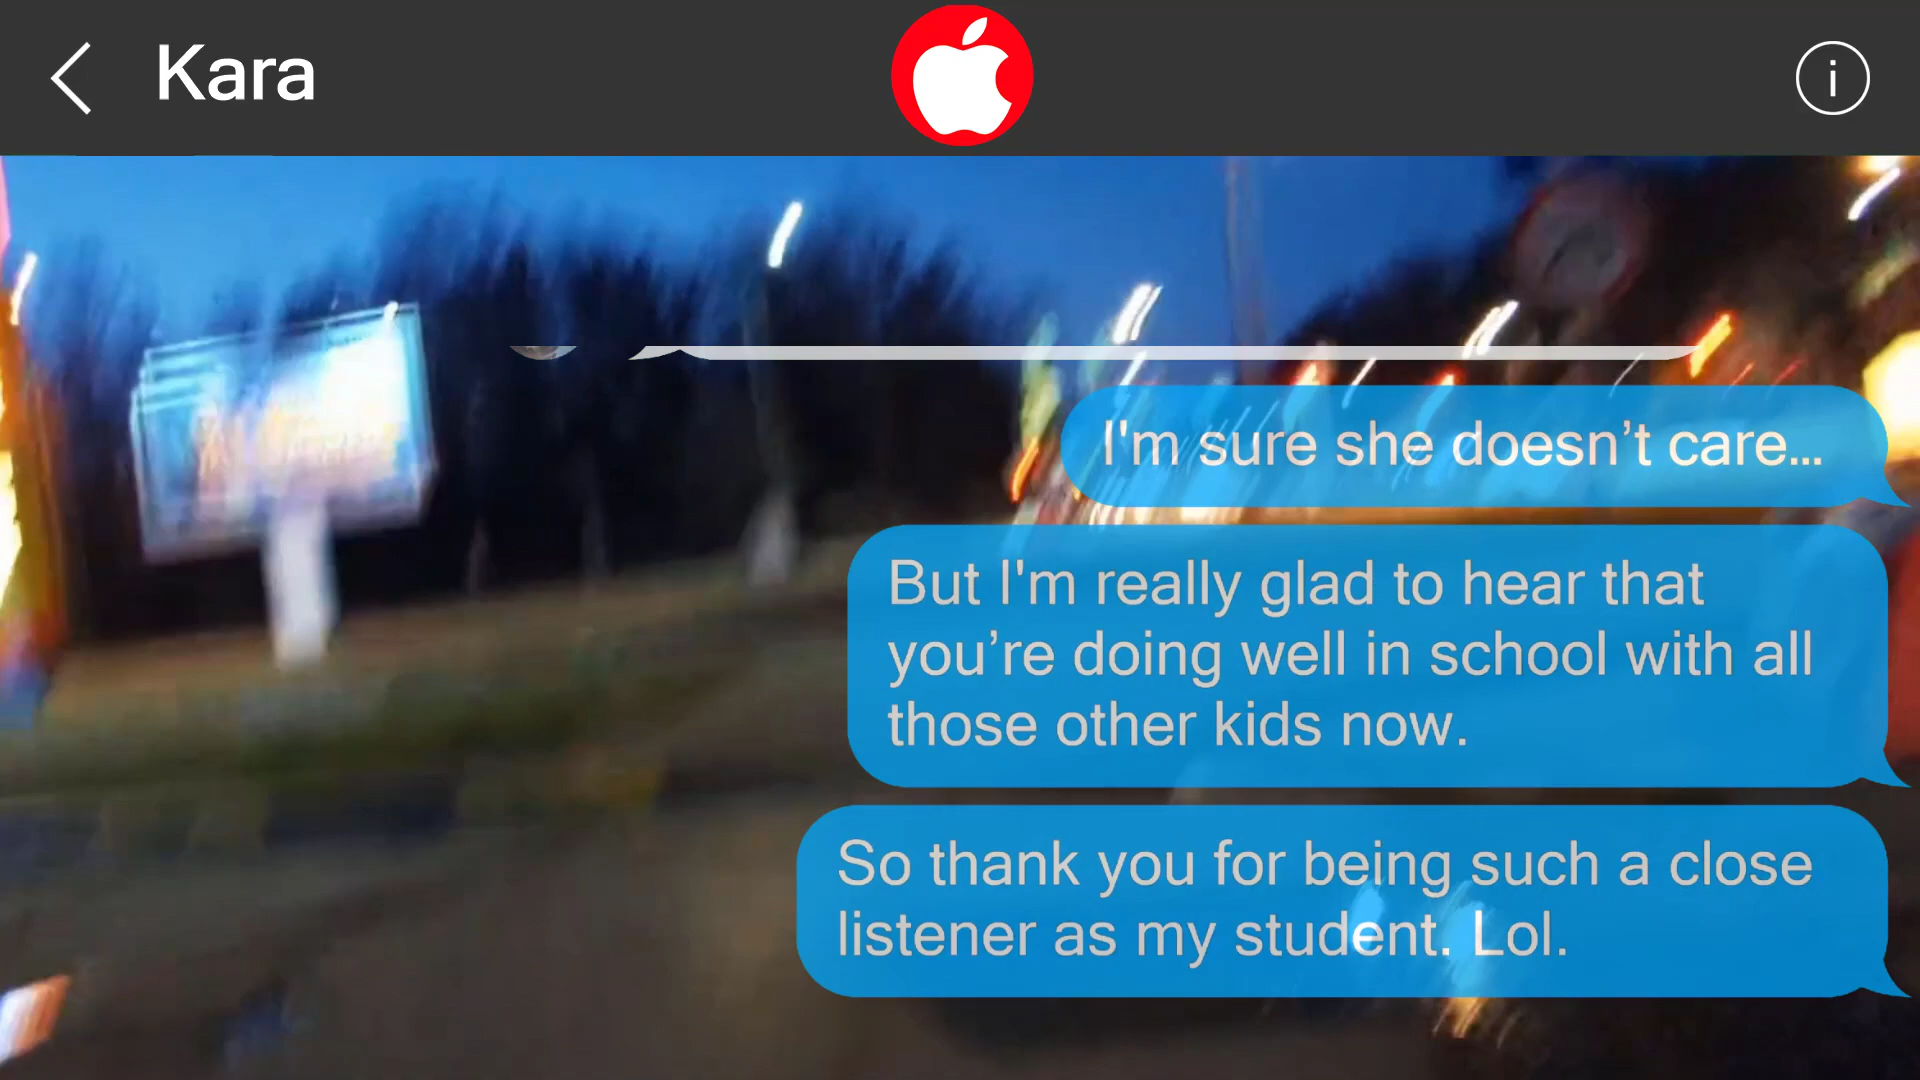 Kara
I'm sure she doesn’t care...
But I'm really glad to hear that
you’re doing well in school with all
those other kids now.
So thank you for being such a close
listener as my student. Lol.